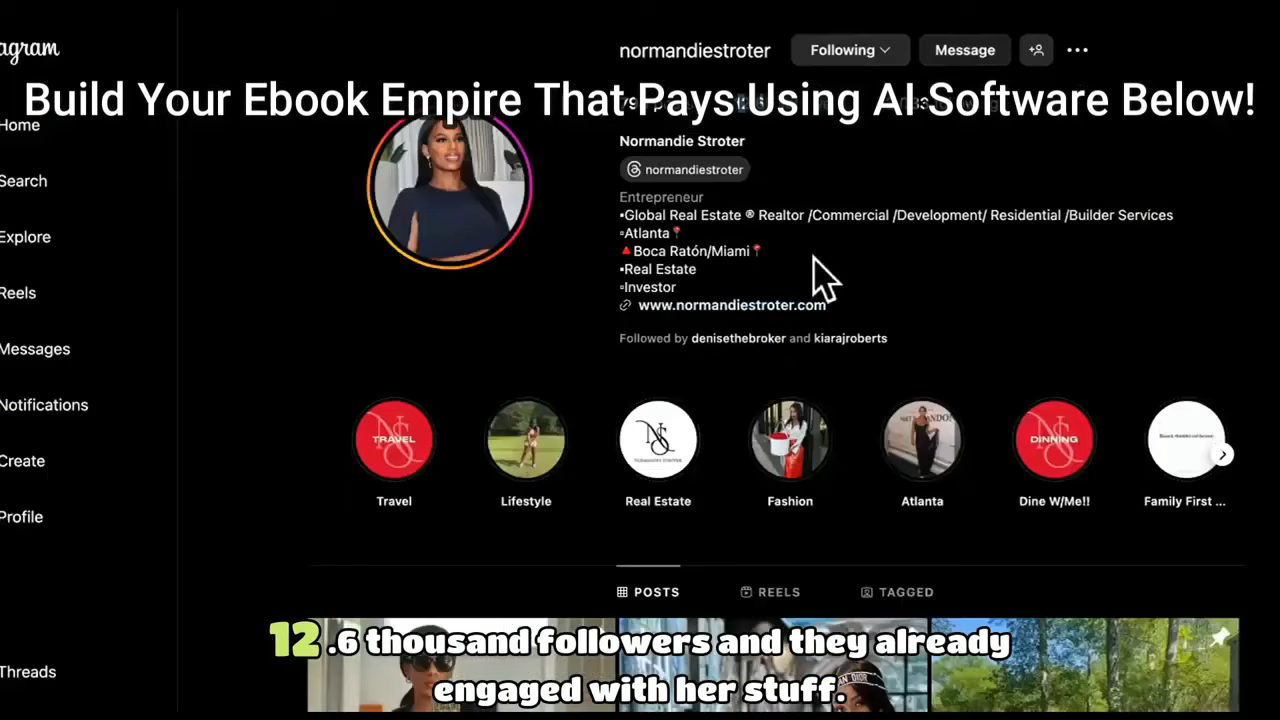 agram
normandiestroter Following Message
Build Your Ebook Empire That Pays Using AI Software Below!
Home
Search
Explore
Reels
Messages
Notifications
Create
Profile
Threads
Normandie Stroter
normandiestroter
Entrepreneur
▪Global Real Estate ® Realtor /Commercial /Development/ Residential /Builder Services
▫Atlanta📍
🔺Boca Ratón/Miami📍
▪Real Estate
▫Investor
www.normandiestroter.com
Followed by denisethebroker and kiarajroberts
TRAVEL
NS
DINNING
Travel
Lifestyle
Real Estate
Fashion
Atlanta
Dine W/Me!!
Family First ...
POSTS
REELS
TAGGED
12.6 thousand followers and they already
engaged with her stuff.